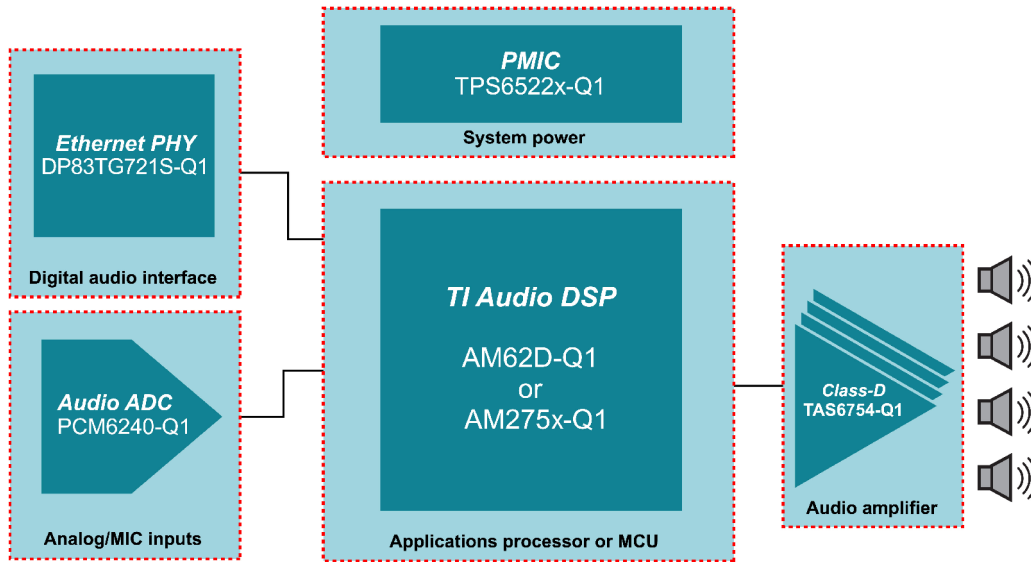 PMIC
TPS6522x-Q1
System power
Ethernet PHY
DP83TG721S-Q1
Digital audio interface
TI Audio DSP
AM62D-Q1
or
AM275x-Q1
Applications processor or MCU
Audio ADC
PCM6240-Q1
Analog/MIC inputs
Class-D
TAS6754-Q1
Audio amplifier